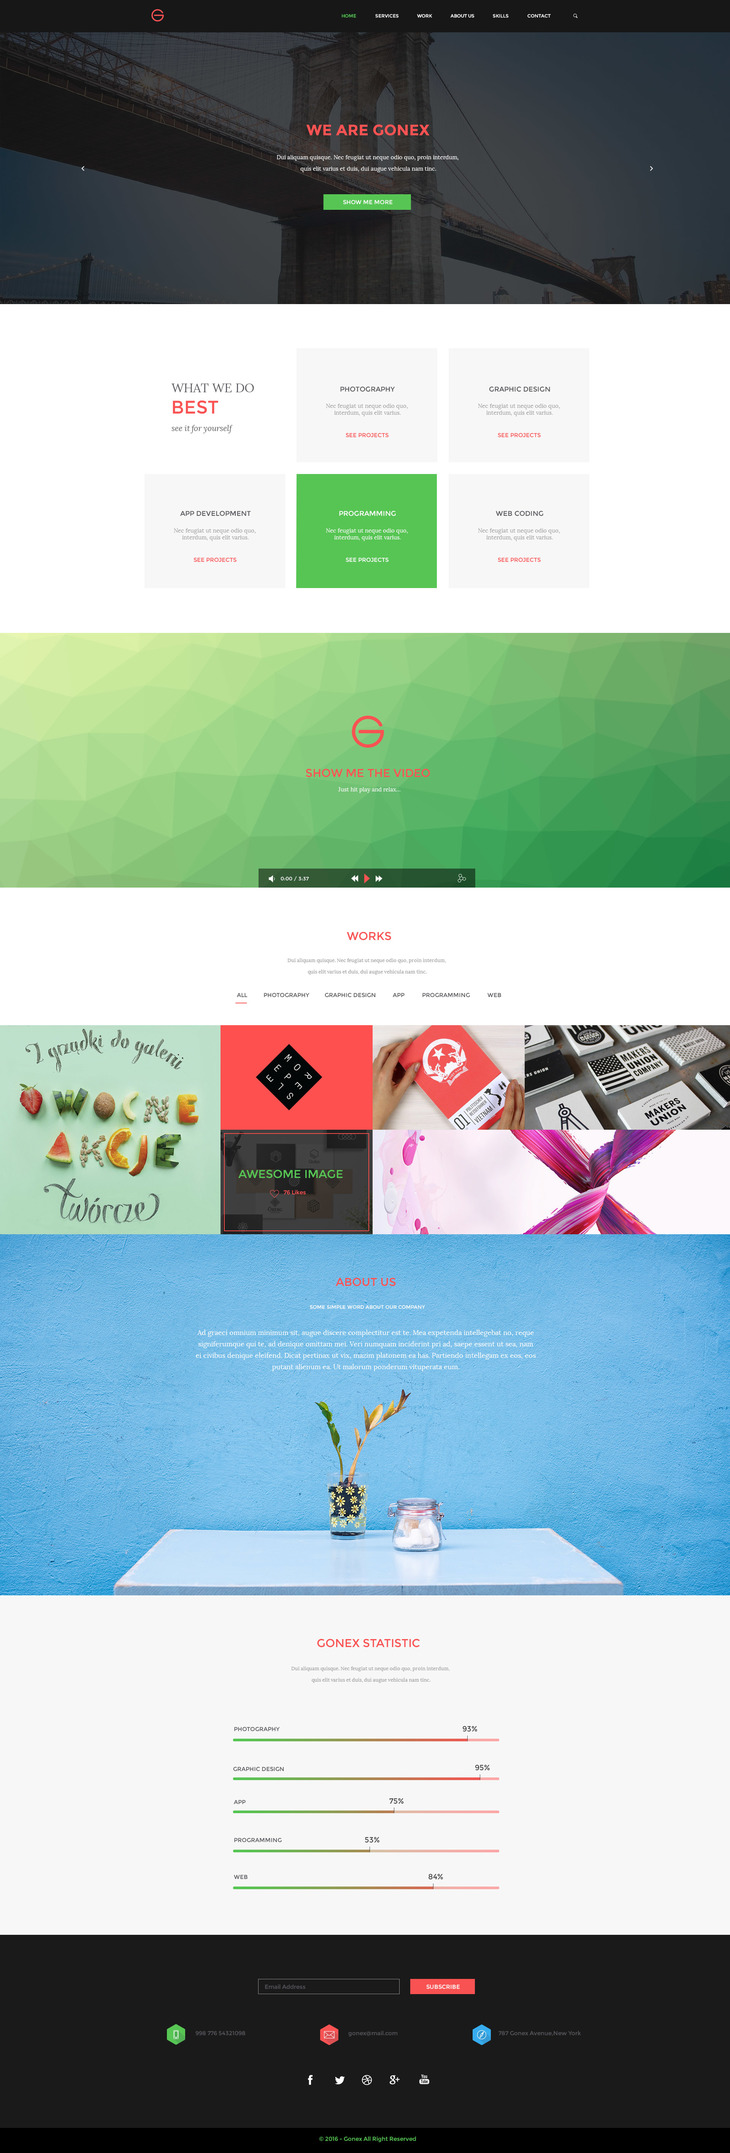 HOME SERVICES WORK ABOUT US SKILLS CONTACT
WE ARE GONEX
Dui aliquam quisque. Nec feugiat ut neque odio quo, proin interdum,
quis elit varius et duis, dui augue vehicula nam tinc.
SHOW ME MORE
WHAT WE DO
BEST
see it for yourself
PHOTOGRAPHY
Nec feugiat ut neque odio quo,
interdum, quis elit varius.
SEE PROJECTS
GRAPHIC DESIGN
Nec feugiat ut neque odio quo,
interdum, quis elit varius.
SEE PROJECTS
APP DEVELOPMENT
Nec feugiat ut neque odio quo,
interdum, quis elit varius.
SEE PROJECTS
PROGRAMMING
Nec feugiat ut neque odio quo,
interdum, quis elit varius.
SEE PROJECTS
WEB CODING
Nec feugiat ut neque odio quo,
interdum, quis elit varius.
SEE PROJECTS
SHOW ME THE VIDEO
Just hit play and relax...
0:00 / 3:37
WORKS
Dui aliquam quisque. Nec feugiat ut neque odio quo, proin interdum,
quis elit varius et duis, dui augue vehicula nam tinc.
ALL PHOTOGRAPHY GRAPHIC DESIGN APP PROGRAMMING WEB
Z grządki do galerii
OWOCNE
AKCJE
twórcze
MORE
PE
ELS
01
VIETNAM
MAKERS
UNION
COMPANY
MAKERS UNION
MAKERS
UNION
AWESOME IMAGE
76 Likes
ABOUT US
SOME SIMPLE WORD ABOUT OUR COMPANY
Ad graeci omnium minimum sit, augue discere complectitur est te. Mea expetenda intellegebat no, reque
signiferumque qui te, ad denique omittam mei. Veri numquam inciderint pri ad, saepe essent ut sea, nam
ei civibus denique eleifend. Dicat pertinax ut vix, mazim platonem ea has. Partiendo intellegam ex eos, eos
putant alienum ea. Ut malorum ponderum vituperata eum.
GONEX STATISTIC
Dui aliquam quisque. Nec feugiat ut neque odio quo, proin interdum,
quis elit varius et duis, dui augue vehicula nam tinc.
PHOTOGRAPHY 93%
GRAPHIC DESIGN 95%
APP 75%
PROGRAMMING 53%
WEB 84%
Email Address SUBSCRIBE
998 776 54321098
gonex@mail.com
787 Gonex Avenue,New York
You Tube
© 2016 • Gonex All Right Reserved